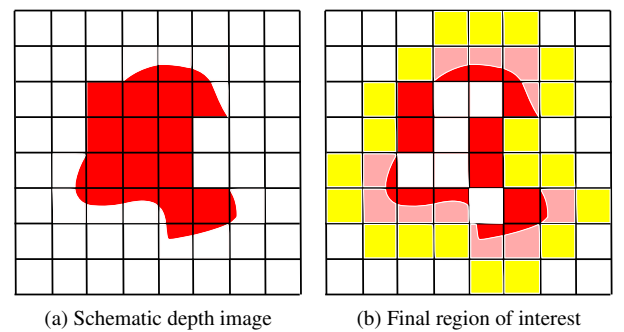 (a) Schematic depth image
(b) Final region of interest